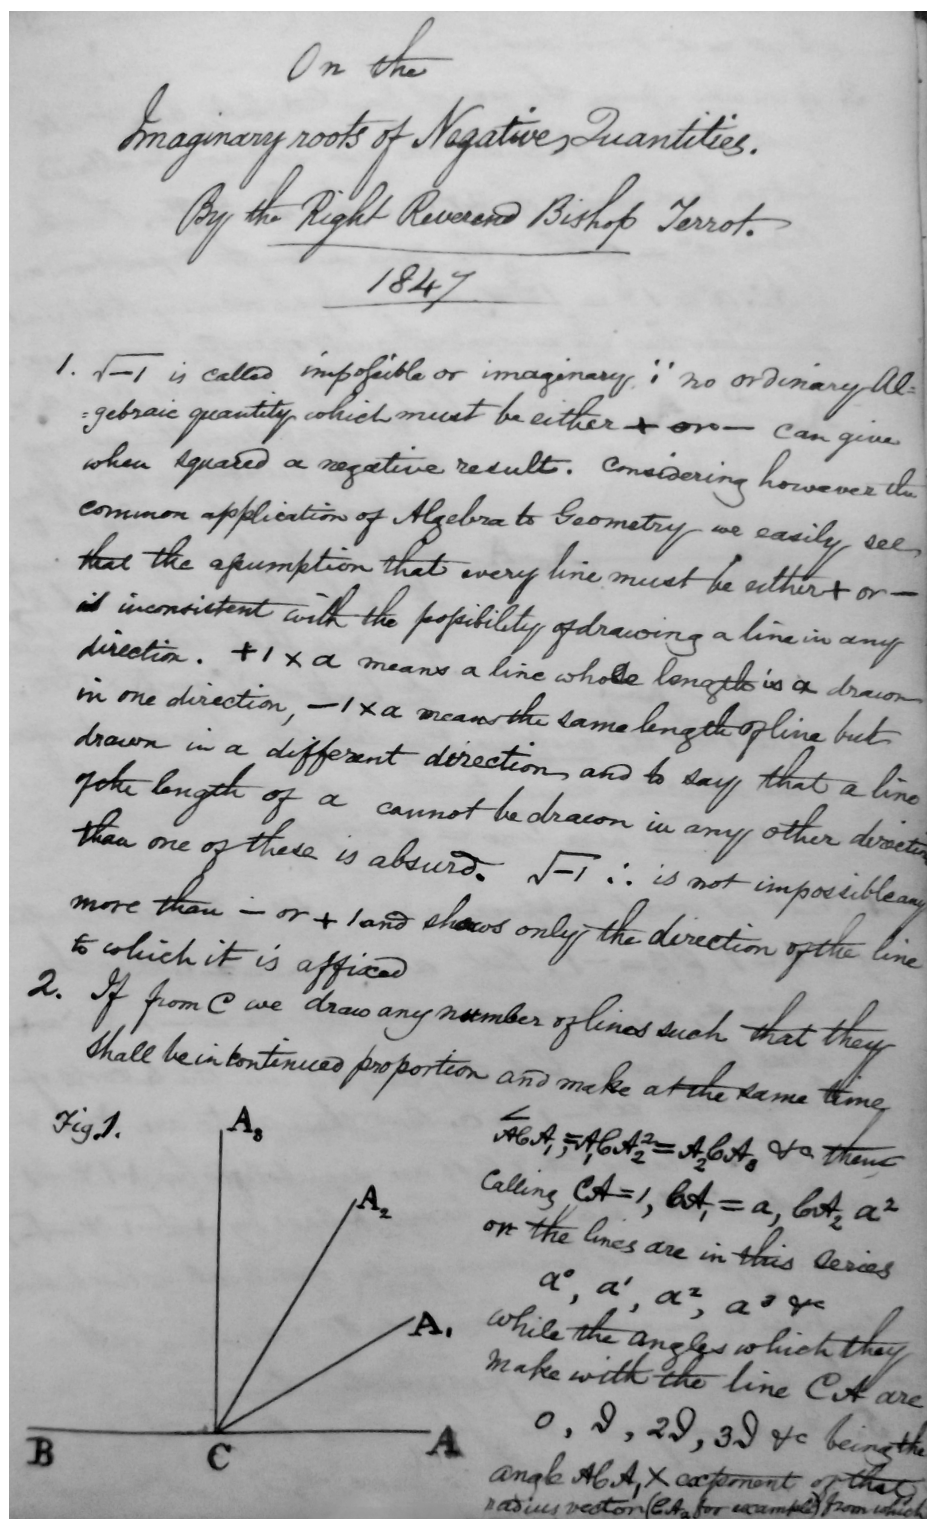 On the
Imaginary roots of Negative Quantities.
By the Right Reverend Bishop Terrot.
1847
1. √-1 is called impossible or imaginary ∵ no ordinary Al=
=gebraic quantity which must be either + or - can give
when squared a negative result. Considering however the
common application of Algebra to Geometry we easily see
that the assumption that every line must be either + or -
is inconsistent with the possibility of drawing a line in any
direction. +1 × a means a line whose length is a drawn
in one direction, -1 × a means the same length of line but
drawn in a different direction and to say that a line
of the length of a cannot be drawn in any other direction
than one of these is absurd. √-1 ∴ is not impossible any
more than - or + 1 and shows only the direction of the line
to which it is affixed
2. If from C we draw any number of lines such that they
shall be in continued proportion and make at the same time
Fig. 1.
A₃
A₂
A₁
B
C
A
∠ ACA₁ = A₁CA₂ = A₂CA₃ &c then
Calling CA = 1, CA₁ = a, CA₂ a²
or the lines are in this series
a⁰, a¹, a², a³ &c
while the angles which they
make with the line CA are
0, ϑ, 2ϑ, 3ϑ &c being the
angle ACA₁ × exponent of that
radius vector (CA₂ for example) from which